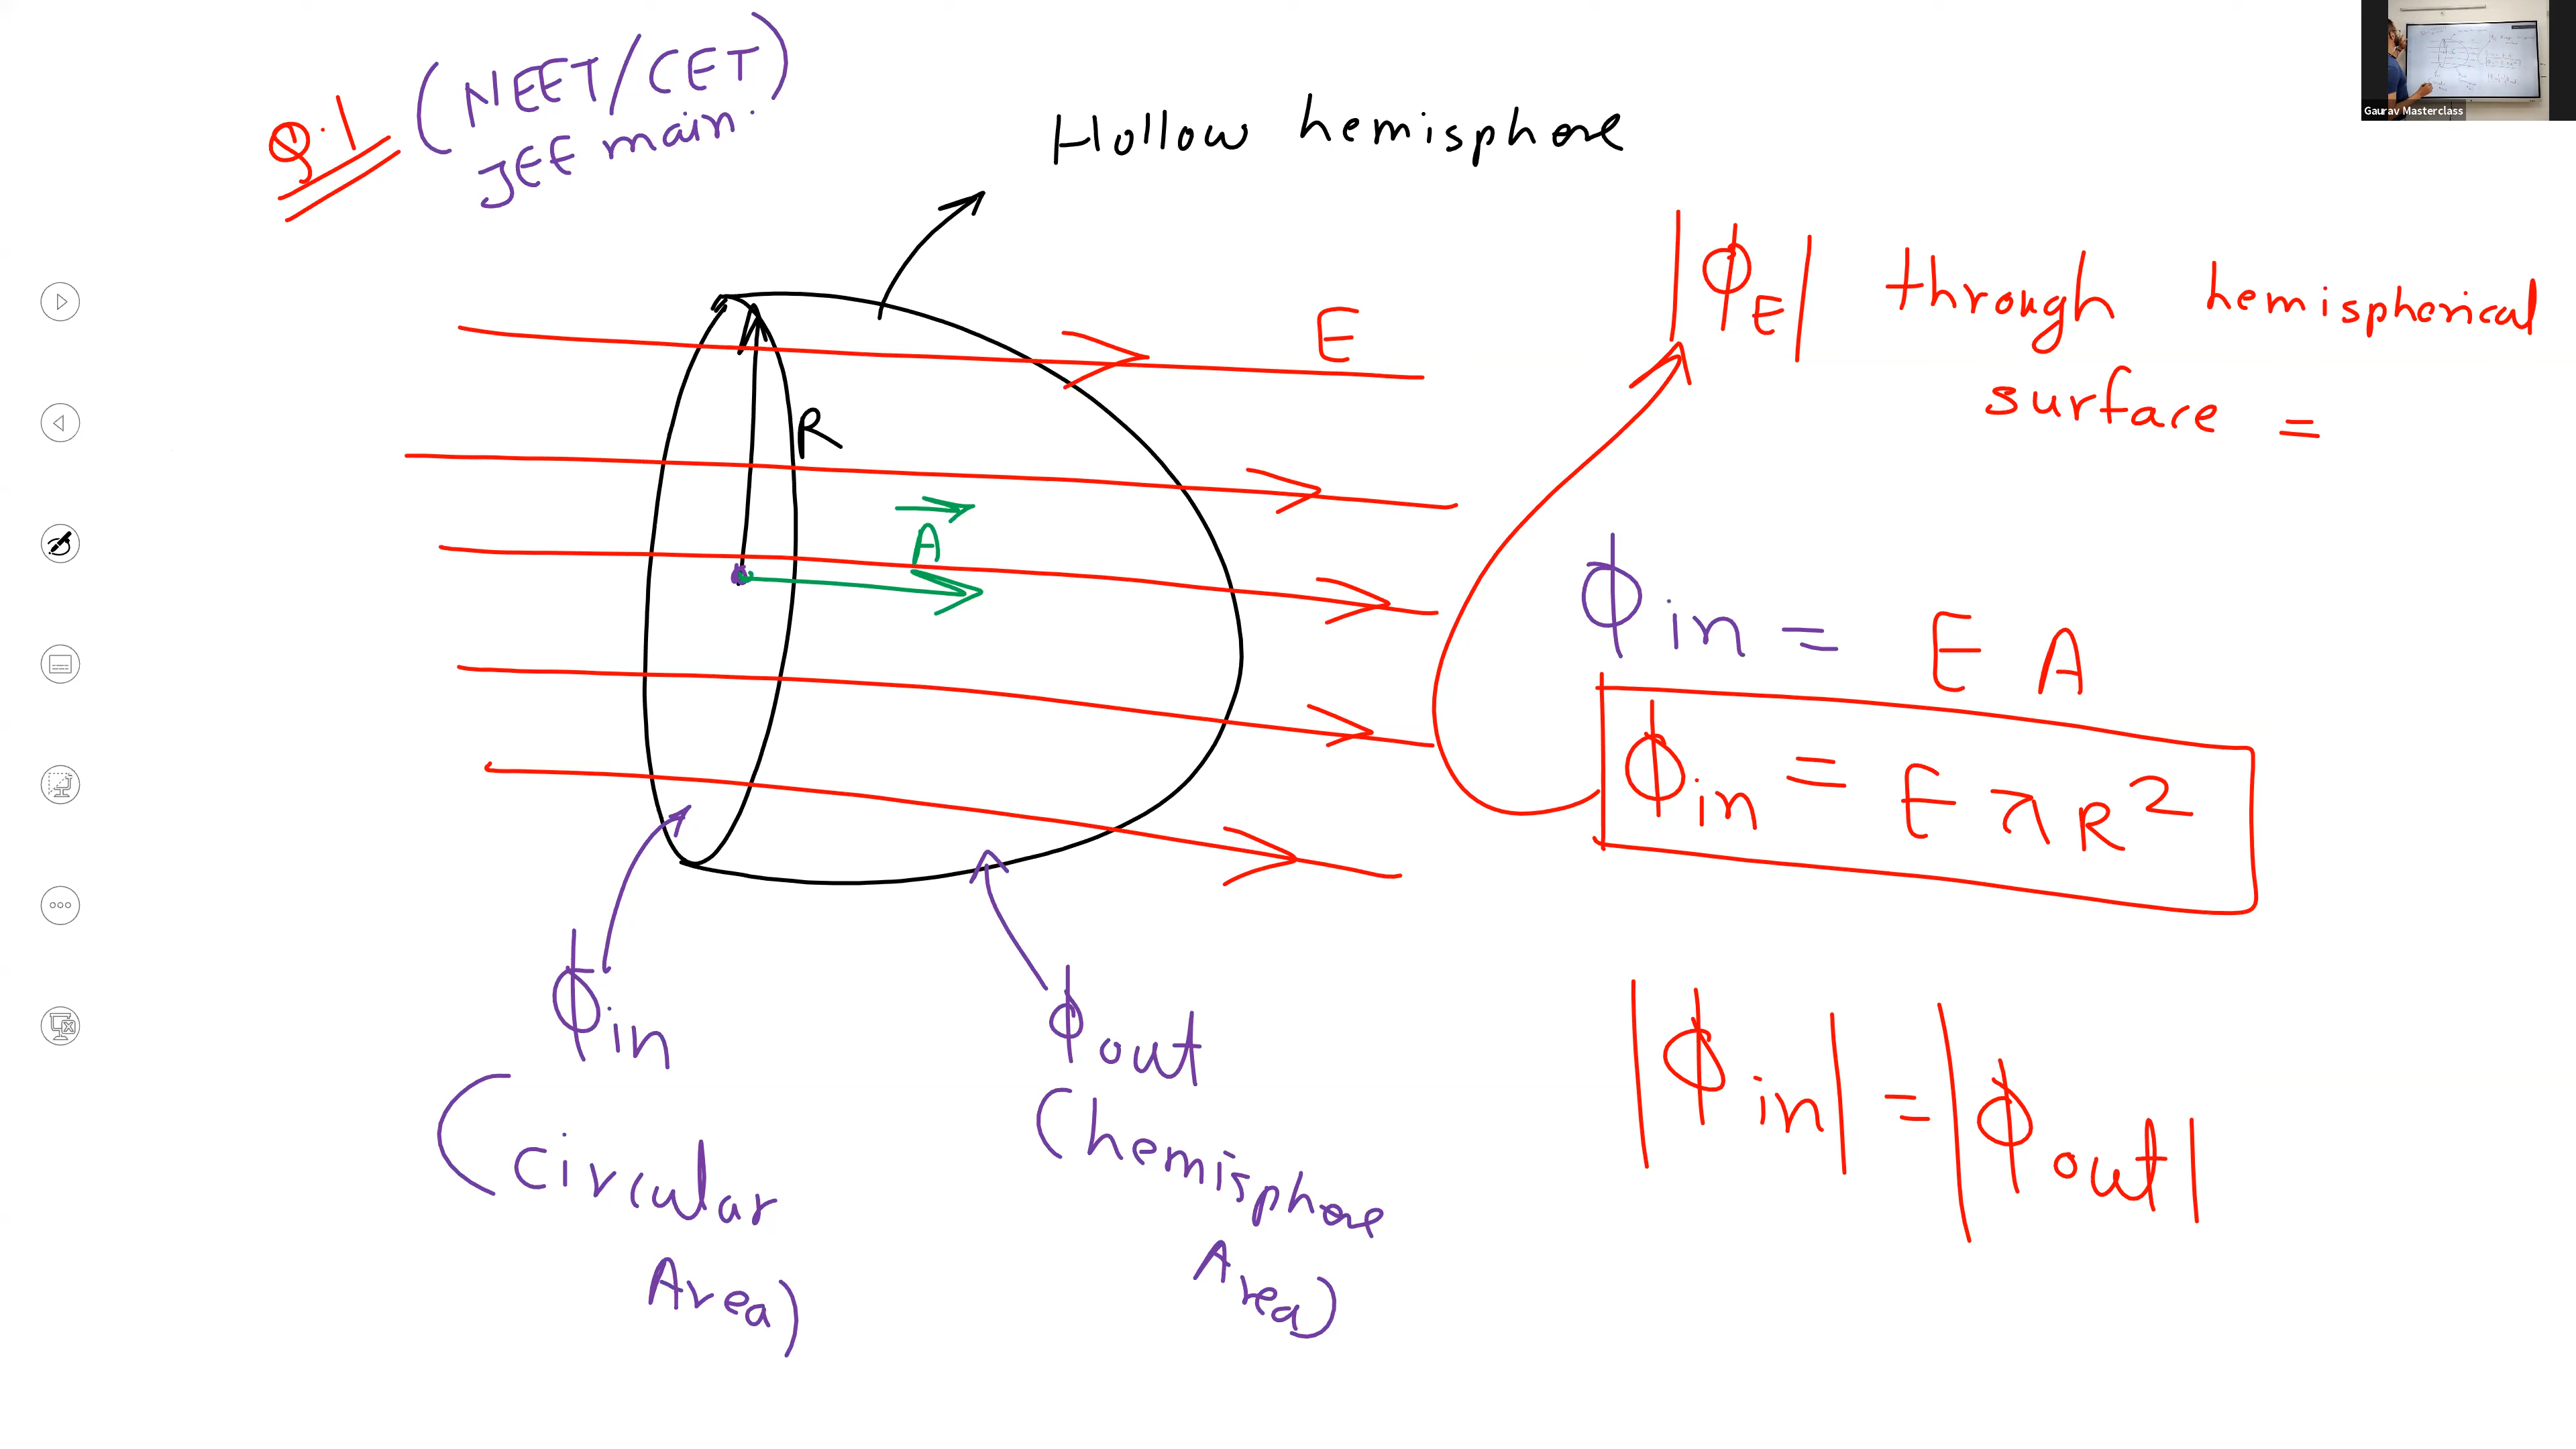 Q.1 (NEET/CET)
JEE main.
Hollow hemisphere
Gaurav Masterclass
E
R
A
|ϕE| through hemispherical
surface =
ϕin = E A
ϕin = E π R²
ϕin
(Circular
Area)
ϕout
(hemisphere
Area)
|ϕin| = |ϕout|